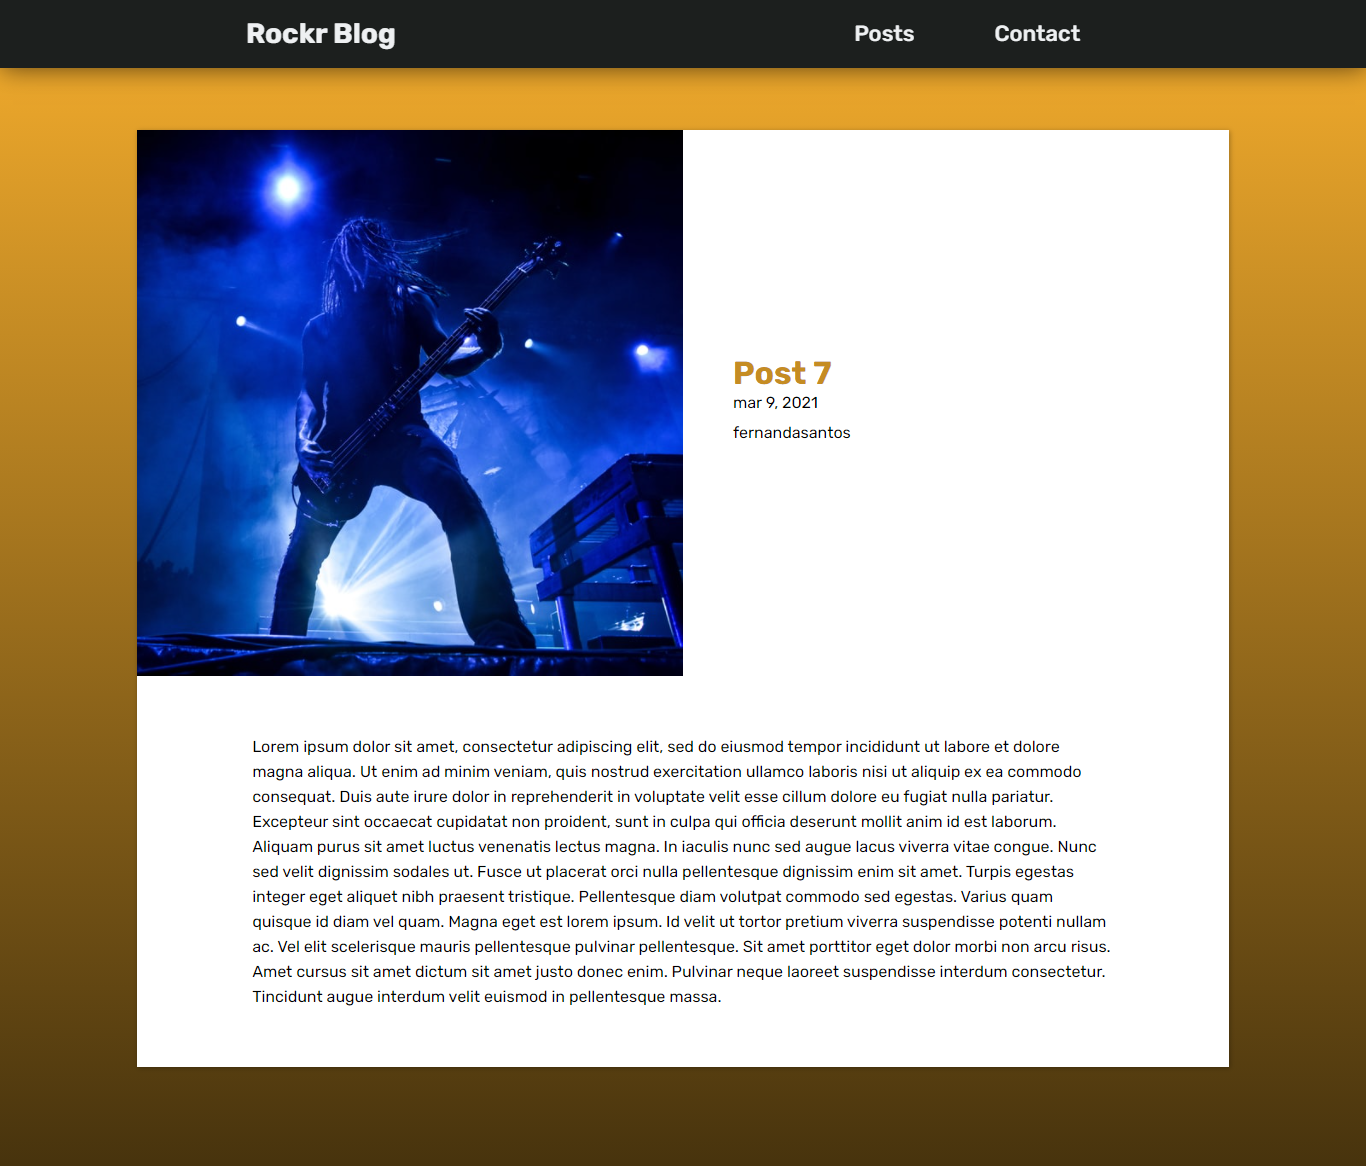 Rockr Blog
Posts
Contact
Post 7
mar 9, 2021
fernandasantos
Lorem ipsum dolor sit amet, consectetur adipiscing elit, sed do eiusmod tempor incididunt ut labore et dolore
magna aliqua. Ut enim ad minim veniam, quis nostrud exercitation ullamco laboris nisi ut aliquip ex ea commodo
consequat. Duis aute irure dolor in reprehenderit in voluptate velit esse cillum dolore eu fugiat nulla pariatur.
Excepteur sint occaecat cupidatat non proident, sunt in culpa qui officia deserunt mollit anim id est laborum.
Aliquam purus sit amet luctus venenatis lectus magna. In iaculis nunc sed augue lacus viverra vitae congue. Nunc
sed velit dignissim sodales ut. Fusce ut placerat orci nulla pellentesque dignissim enim sit amet. Turpis egestas
integer eget aliquet nibh praesent tristique. Pellentesque diam volutpat commodo sed egestas. Varius quam
quisque id diam vel quam. Magna eget est lorem ipsum. Id velit ut tortor pretium viverra suspendisse potenti nullam
ac. Vel elit scelerisque mauris pellentesque pulvinar pellentesque. Sit amet porttitor eget dolor morbi non arcu risus.
Amet cursus sit amet dictum sit amet justo donec enim. Pulvinar neque laoreet suspendisse interdum consectetur.
Tincidunt augue interdum velit euismod in pellentesque massa.